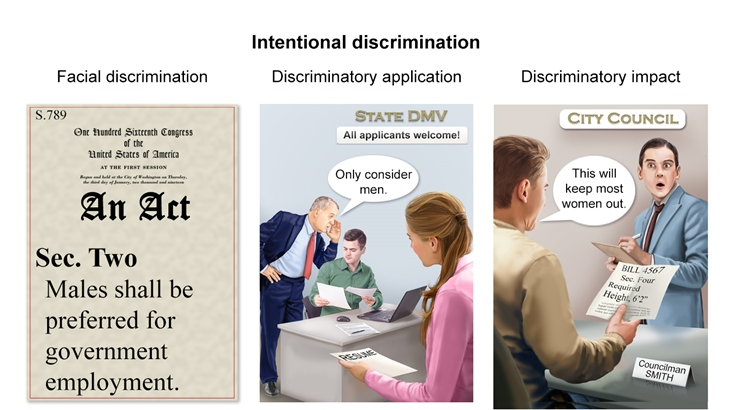 Intentional discrimination
Facial discrimination
Discriminatory application
Discriminatory impact
S.789
One Hundred Sixteenth Congress
of the
United States of America
AT THE FIRST SESSION
Begun and held at the City of Washington on Thursday,
the third day of January, two thousand and nineteen
An Act
Sec. Two
Males shall be
preferred for
government
employment.
STATE DMV
All applicants welcome!
Only consider
men.
RESUME
CITY COUNCIL
This will
keep most
women out.
BILL 4567
Sec. Four
Required
Height, 6'2"
Councilman
SMITH